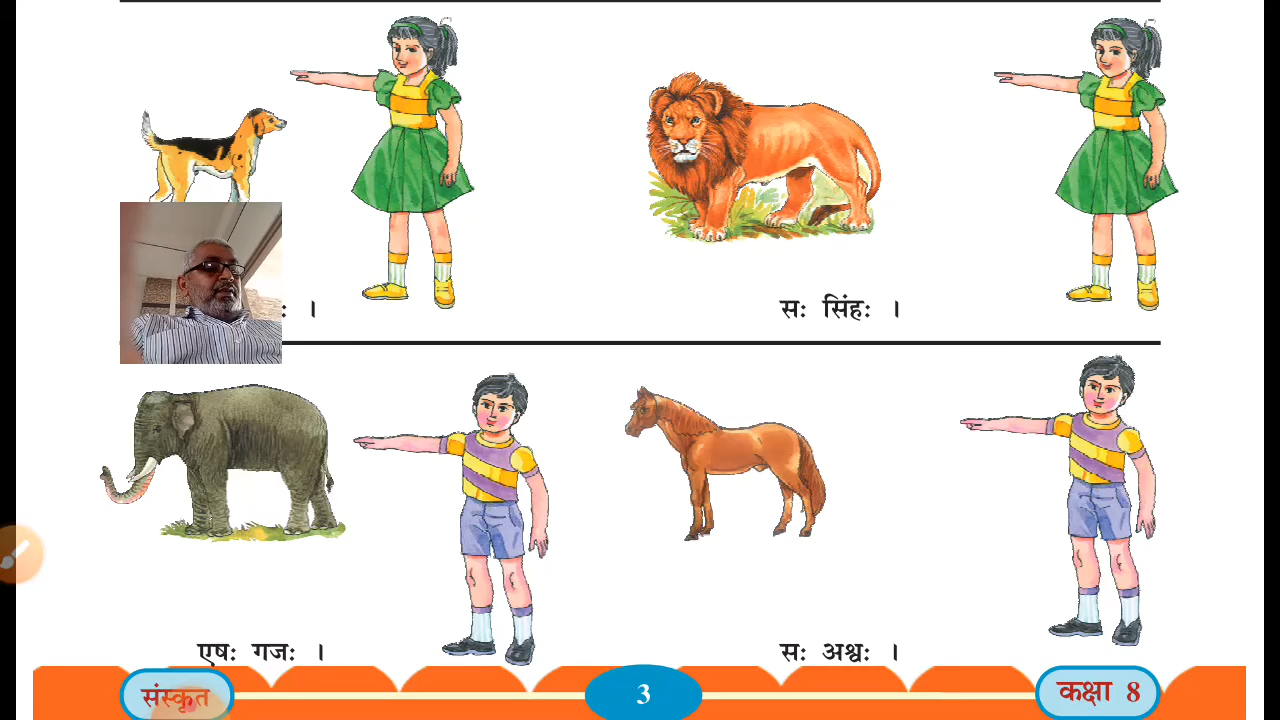 ः ।
सः सिंहः ।
एषः गजः ।
सः अश्वः ।
संस्कृत
3
कक्षा 8